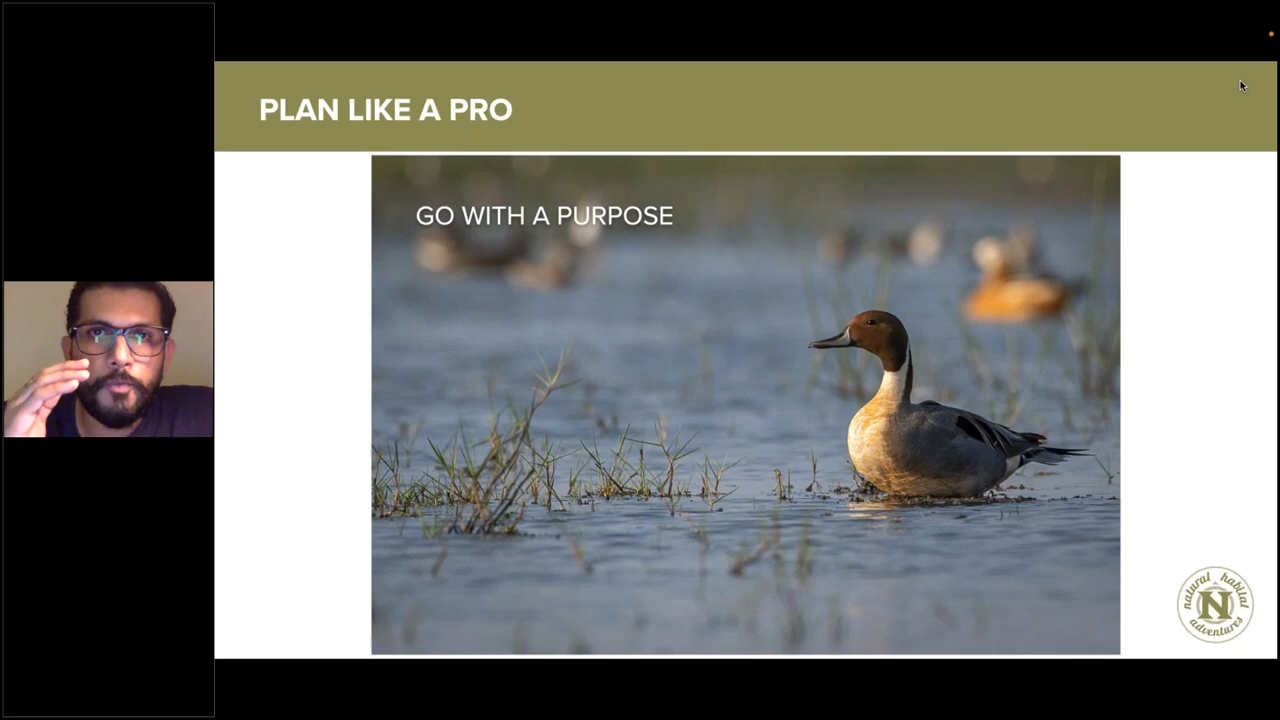 PLAN LIKE A PRO
GO WITH A PURPOSE
natural habitat
N
adventures